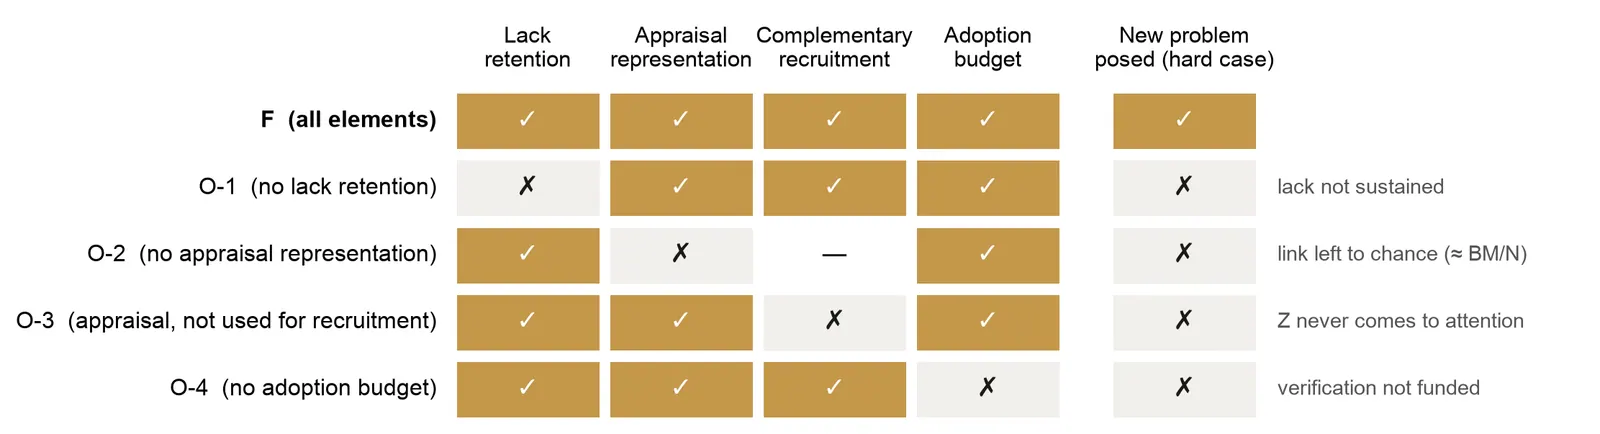 Lack retention Appraisal representation Complementary recruitment Adoption budget New problem posed (hard case)
F (all elements) ✓ ✓ ✓ ✓ ✓
O-1 (no lack retention) ✗ ✓ ✓ ✓ ✗ lack not sustained
O-2 (no appraisal representation) ✓ ✗ — ✓ ✗ link left to chance (≈ BM/N)
O-3 (appraisal, not used for recruitment) ✓ ✓ ✗ ✓ ✗ Z never comes to attention
O-4 (no adoption budget) ✓ ✓ ✓ ✗ ✗ verification not funded